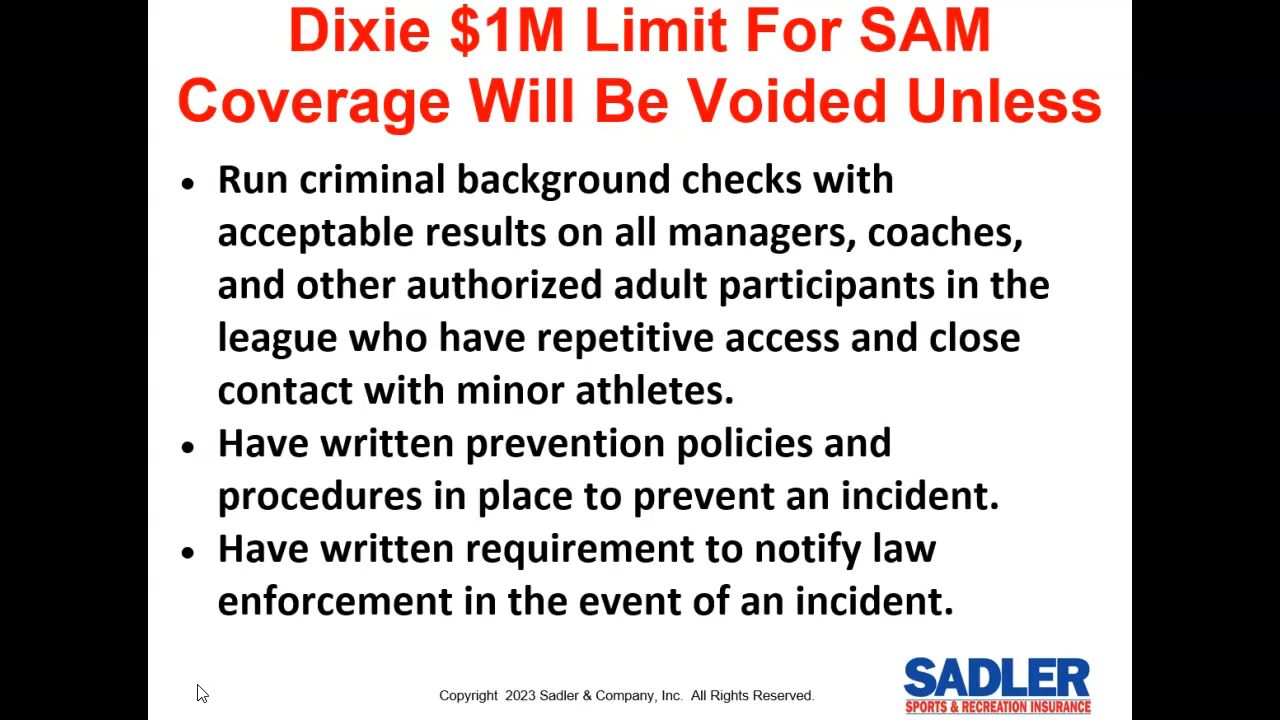 Dixie $1M Limit For SAM
Coverage Will Be Voided Unless
• Run criminal background checks with
acceptable results on all managers, coaches,
and other authorized adult participants in the
league who have repetitive access and close
contact with minor athletes.
• Have written prevention policies and
procedures in place to prevent an incident.
• Have written requirement to notify law
enforcement in the event of an incident.
Copyright 2023 Sadler & Company, Inc. All Rights Reserved.
SADLER
SPORTS & RECREATION INSURANCE